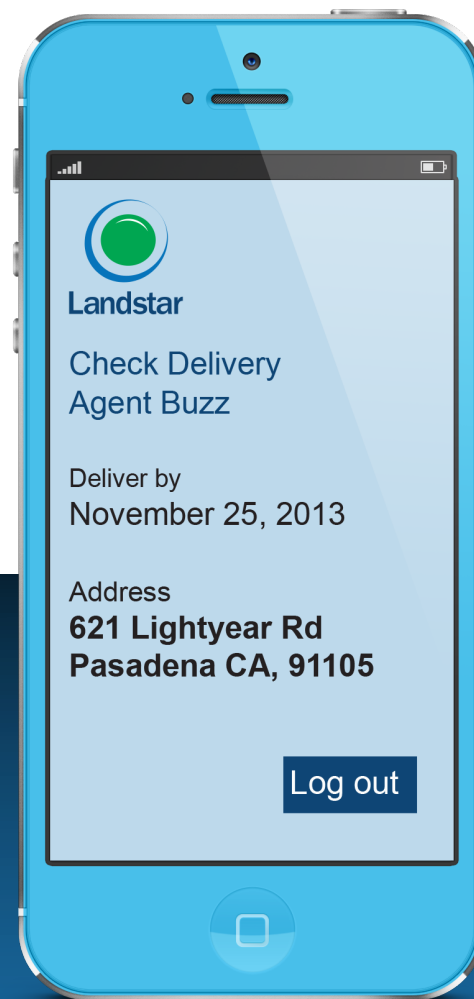 Landstar
Check Delivery
Agent Buzz
Deliver by
November 25, 2013
Address
621 Lightyear Rd
Pasadena CA, 91105
Log out